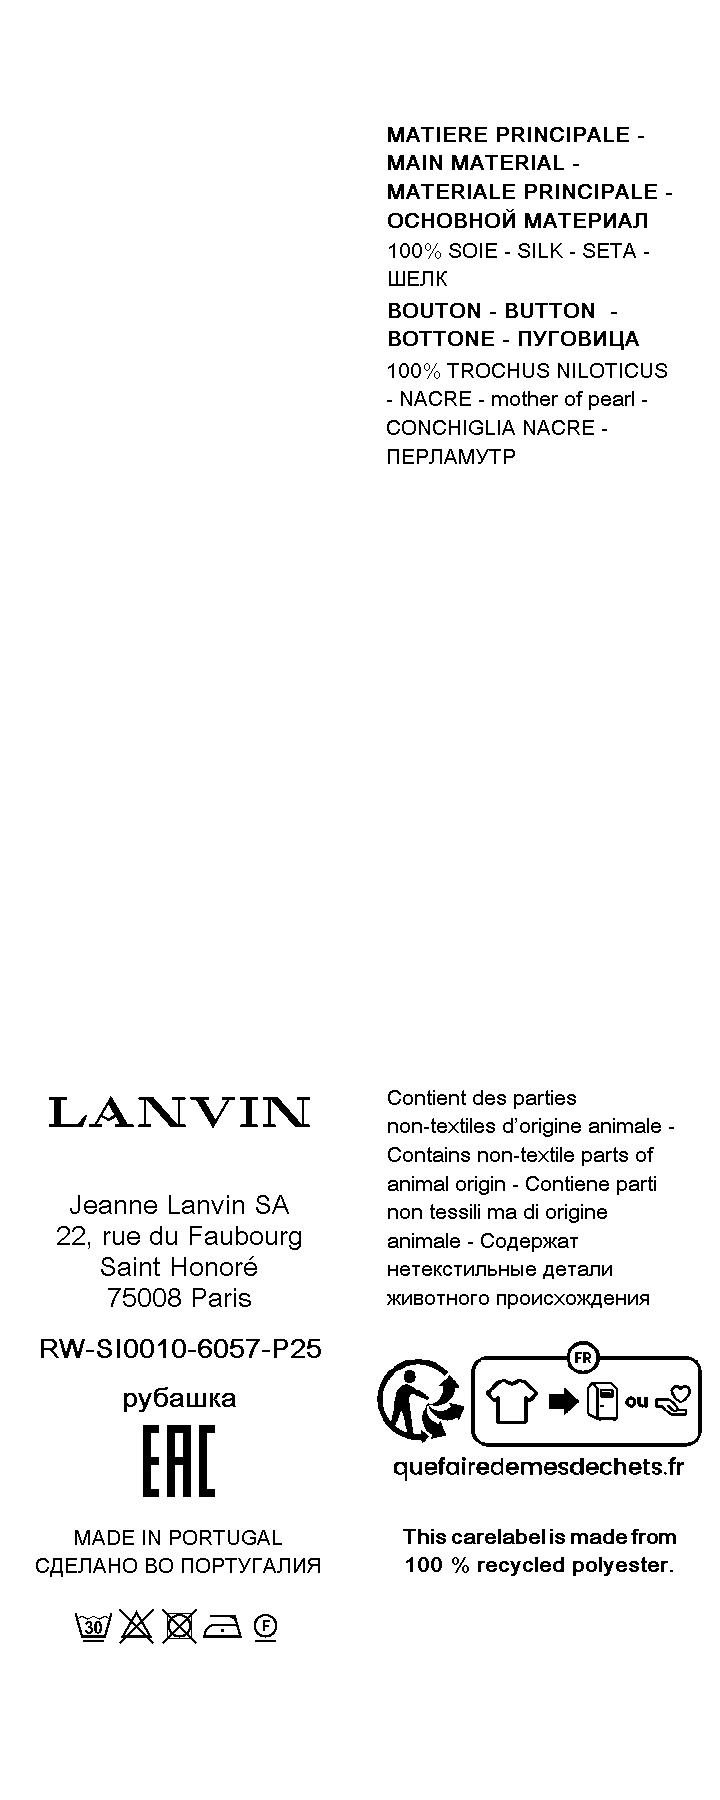 MATIERE PRINCIPALE -
MAIN MATERIAL -
MATERIALE PRINCIPALE -
ОСНОВНОЙ МАТЕРИАЛ
100% SOIE - SILK - SETA -
ШЕЛК
BOUTON - BUTTON  -
BOTTONE - ПУГОВИЦА
100% TROCHUS NILOTICUS
- NACRE - mother of pearl -
CONCHIGLIA NACRE -
ПЕРЛАМУТР
LANVIN
Jeanne Lanvin SA
22, rue du Faubourg
Saint Honoré
75008 Paris
RW-SI0010-6057-P25
рубашка
EAC
MADE IN PORTUGAL
СДЕЛАНО ВО ПОРТУГАЛИЯ
30
F
Contient des parties
non-textiles d’origine animale -
Contains non-textile parts of
animal origin - Contiene parti
non tessili ma di origine
animale - Содержат
нетекстильные детали
животного происхождения
FR
ou
quefairedemesdechets.fr
This carelabel is made from
100 % recycled polyester.